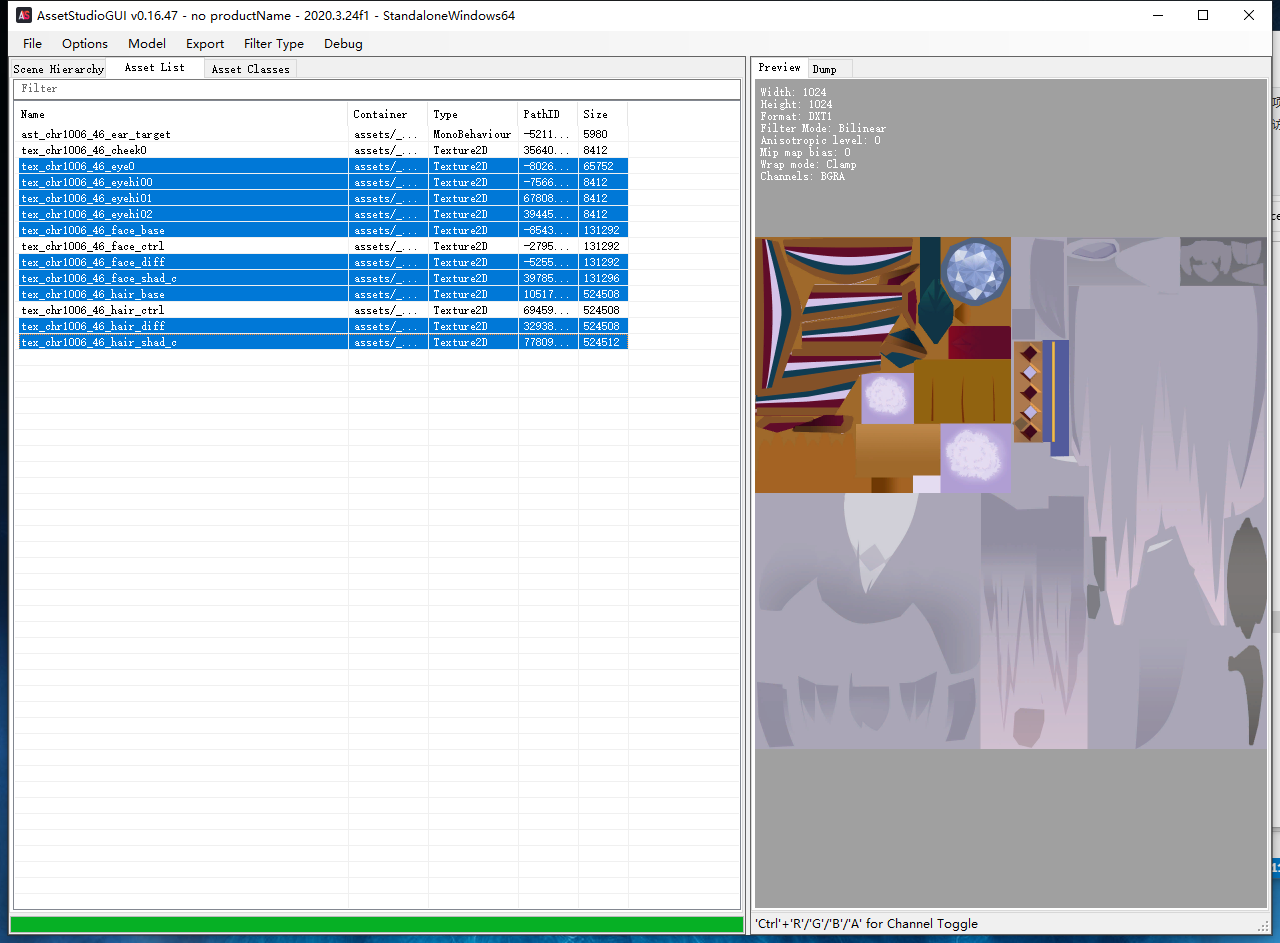 AssetStudioGUI v0.16.47 - no productName - 2020.3.24f1 - StandaloneWindows64
File Options Model Export Filter Type Debug
Scene Hierarchy Asset List Asset Classes
Filter
Name Container Type PathID Size
ast_chr1006_46_ear_target assets/_... MonoBehaviour -5211... 5980
tex_chr1006_46_cheek0 assets/_... Texture2D 35640... 8412
tex_chr1006_46_eye0 assets/_... Texture2D -8026... 65752
tex_chr1006_46_eyehi00 assets/_... Texture2D -7566... 8412
tex_chr1006_46_eyehi01 assets/_... Texture2D 67808... 8412
tex_chr1006_46_eyehi02 assets/_... Texture2D 39445... 8412
tex_chr1006_46_face_base assets/_... Texture2D -8543... 131292
tex_chr1006_46_face_ctrl assets/_... Texture2D -2795... 131292
tex_chr1006_46_face_diff assets/_... Texture2D -5255... 131292
tex_chr1006_46_face_shad_c assets/_... Texture2D 39785... 131296
tex_chr1006_46_hair_base assets/_... Texture2D 10517... 524508
tex_chr1006_46_hair_ctrl assets/_... Texture2D 69459... 524508
tex_chr1006_46_hair_diff assets/_... Texture2D 32938... 524508
tex_chr1006_46_hair_shad_c assets/_... Texture2D 77809... 524512
Preview Dump
Width: 1024
Height: 1024
Format: DXT1
Filter Mode: Bilinear
Anisotropic level: 0
Mip map bias: 0
Wrap mode: Clamp
Channels: BGRA
'Ctrl'+'R'/'G'/'B'/'A' for Channel Toggle